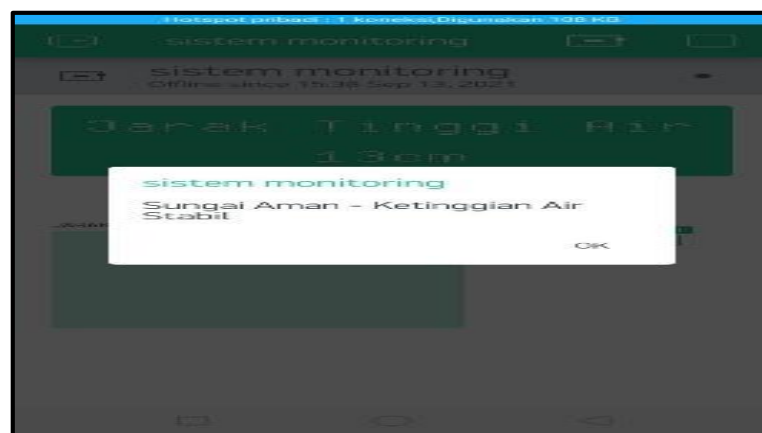 Hotspot pribadi : 1 koneksi,Digunakan 108 KB
sistem monitoring
sistem monitoring
Offline since 15:38 Sep 13, 2021
Jarak Tinggi Air
13cm
sistem monitoring
Sungai Aman - Ketinggian Air
Stabil
OK